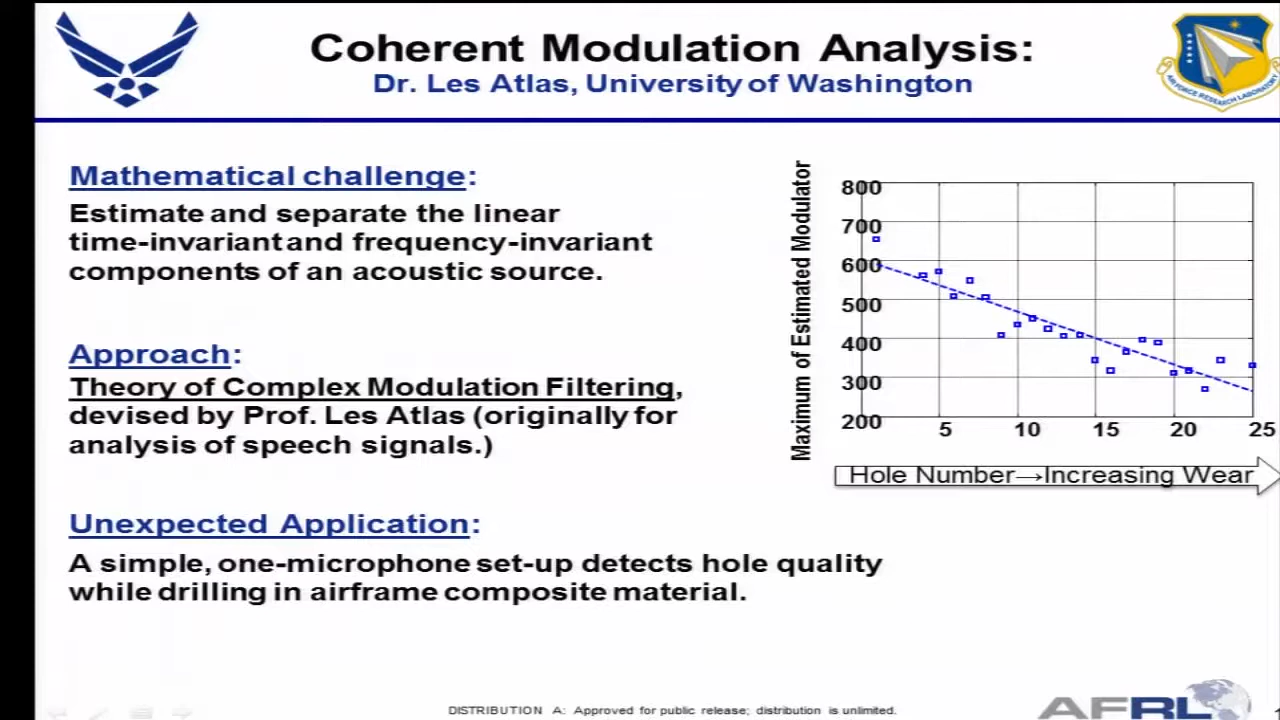 Coherent Modulation Analysis:
Dr. Les Atlas, University of Washington
AIR FORCE RESEARCH LABORATORY
Mathematical challenge:
Estimate and separate the linear
time-invariant and frequency-invariant
components of an acoustic source.
Approach:
Theory of Complex Modulation Filtering,
devised by Prof. Les Atlas (originally for
analysis of speech signals.)
Unexpected Application:
A simple, one-microphone set-up detects hole quality
while drilling in airframe composite material.
Maximum of Estimated Modulator
800
700
600
500
400
300
200
5 10 15 20 25
Hole Number→Increasing Wear
DISTRIBUTION A: Approved for public release; distribution is unlimited.
AFRL